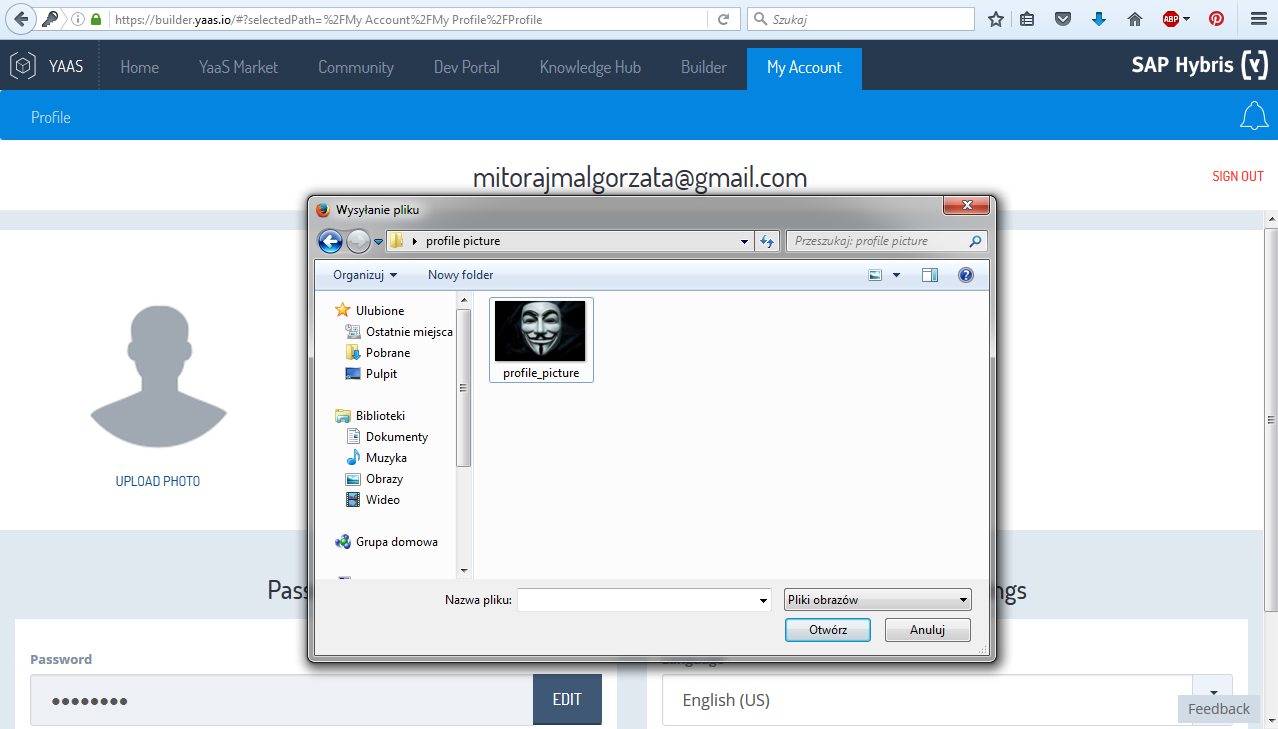 https://builder.yaas.io/#?selectedPath=%2FMy Account%2FMy Profile%2FProfile
Szukaj
ABP
YAAS
Home
YaaS Market
Community
Dev Portal
Knowledge Hub
Builder
My Account
SAP Hybris (Y)
Profile
mitorajmalgorzata@gmail.com
SIGN OUT
Wysyłanie pliku
profile picture
Przeszukaj: profile picture
Organizuj
Nowy folder
Ulubione
Ostatnie miejsca
Pobrane
Pulpit
Biblioteki
Dokumenty
Muzyka
Obrazy
Wideo
Grupa domowa
profile_picture
UPLOAD PHOTO
Nazwa pliku:
Pliki obrazów
Otwórz
Anuluj
Pass
ngs
Password
EDIT
Language
English (US)
Feedback